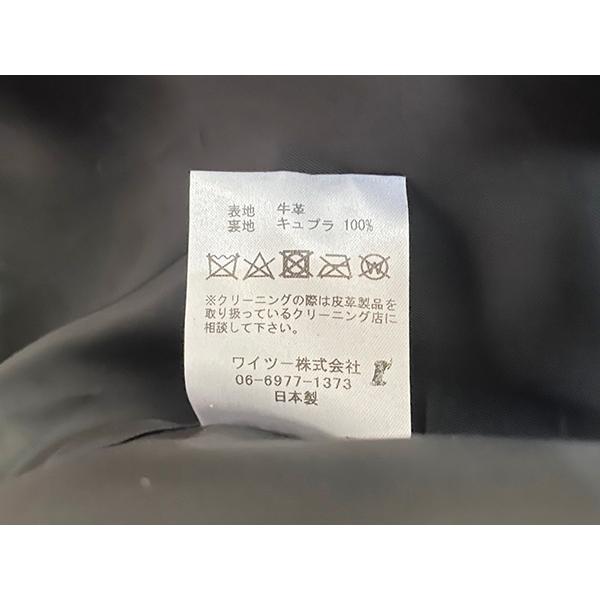 表地 牛革
裏地 キュプラ 100%
※クリーニングの際は皮革製品を
取り扱っているクリーニング店に
相談して下さい。
ワイツー株式会社
06-6977-1373
日本製